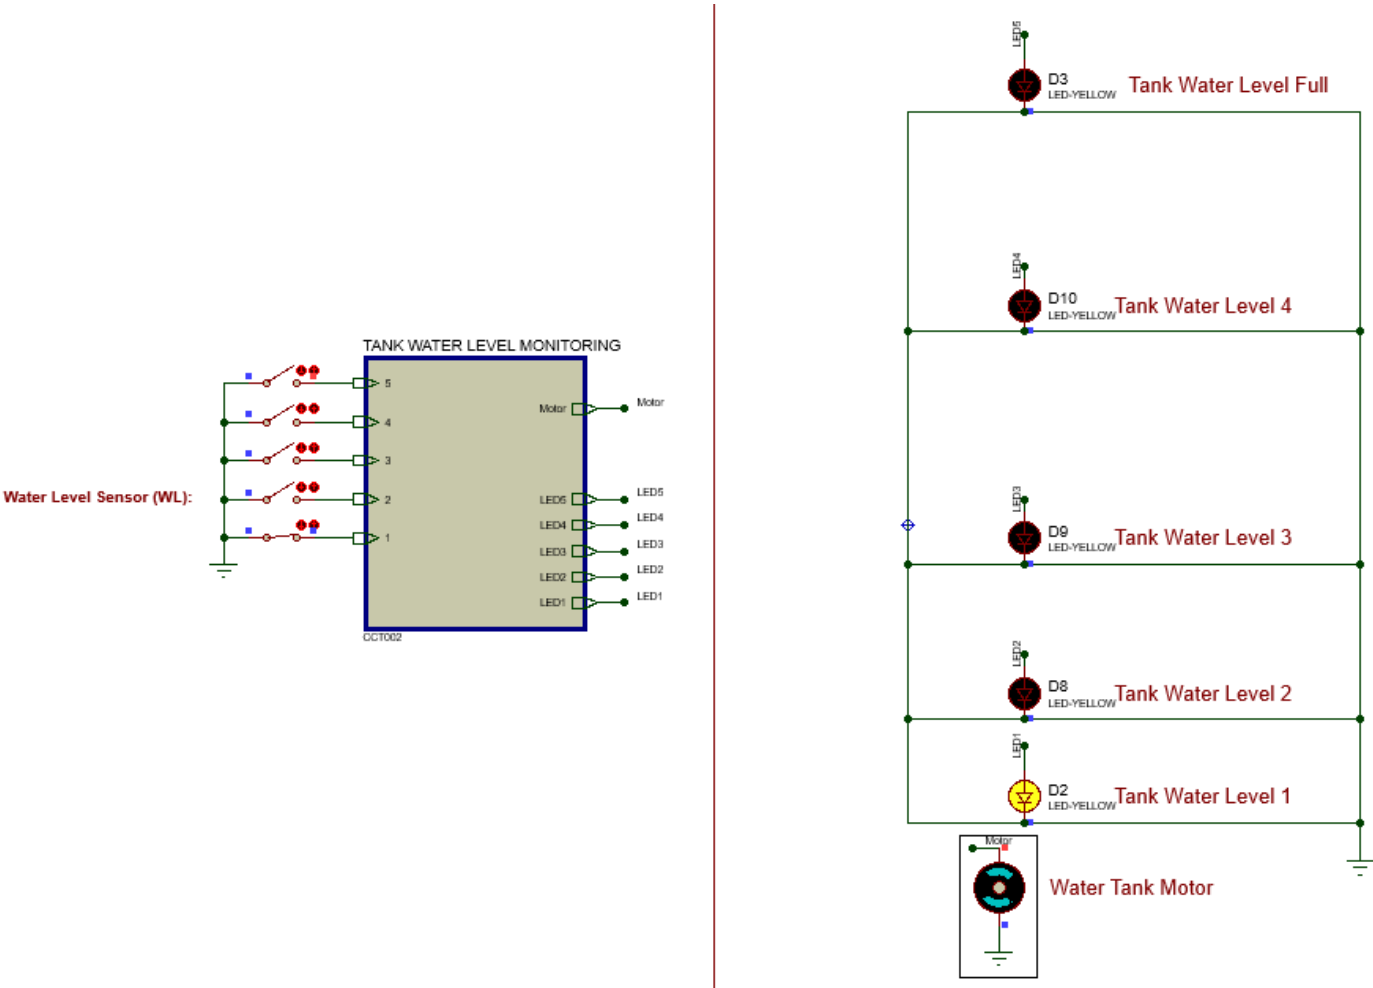 Water Level Sensor (WL):
TANK WATER LEVEL MONITORING
5
4
3
2
1
Motor
LED5
LED4
LED3
LED2
LED1
CCT002
Motor
LED5
LED4
LED3
LED2
LED1
LED5
D3
LED-YELLOW
Tank Water Level Full
LED4
D10
LED-YELLOW
Tank Water Level 4
LED3
D9
LED-YELLOW
Tank Water Level 3
LED2
D8
LED-YELLOW
Tank Water Level 2
LED1
D2
LED-YELLOW
Tank Water Level 1
Motor
Water Tank Motor